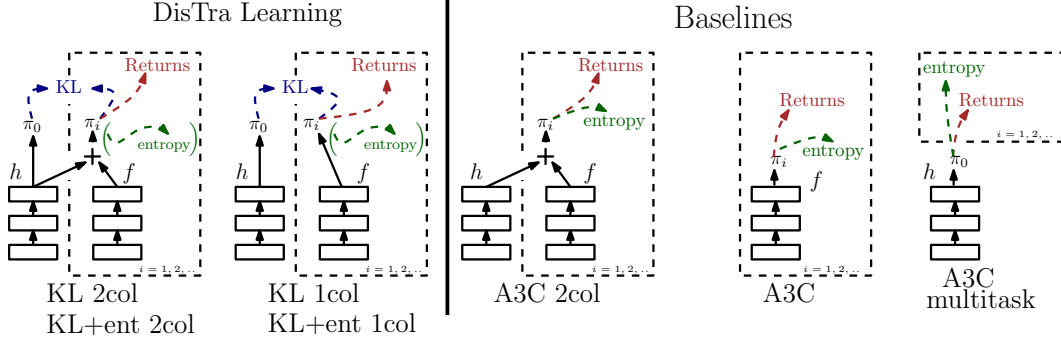 DisTra Learning
Baselines
KL
Returns
π₀
πᵢ
(entropy)
h
f
i = 1, 2, ..
KL 2col
KL+ent 2col
KL
Returns
π₀
πᵢ
(entropy)
h
f
i = 1, 2, ..
KL 1col
KL+ent 1col
Returns
πᵢ
entropy
h
f
i = 1, 2, ..
A3C 2col
Returns
πᵢ
entropy
f
i = 1, 2, ..
A3C
entropy
Returns
i = 1, 2, ..
h
π₀
A3C
multitask